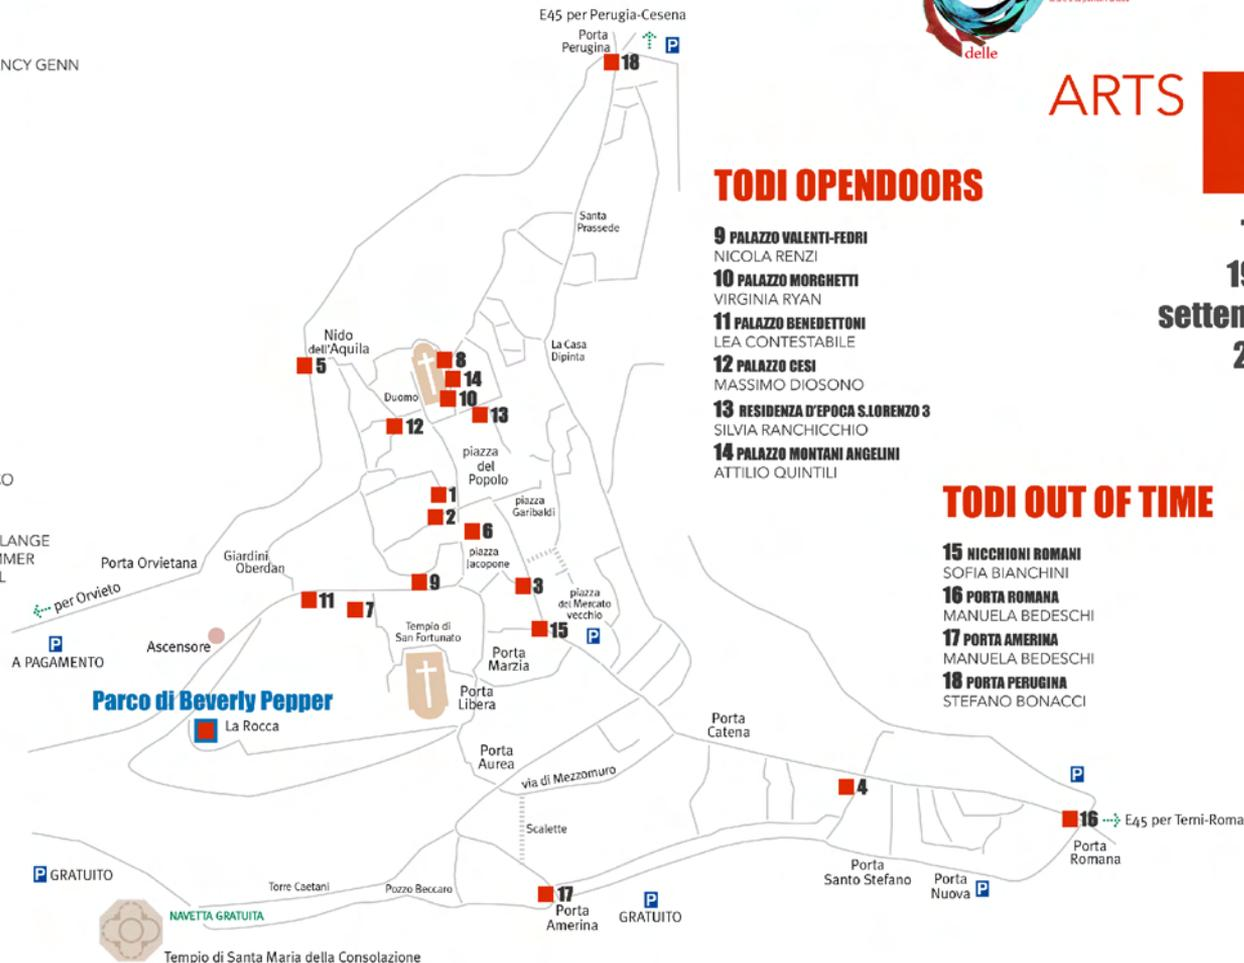 E45 per Perugia-Cesena
Porta
Perugina
P
18
delle
NCY GENN
ARTS
TODI OPENDOORS
9 PALAZZO VALENTI-FEDRI
NICOLA RENZI
10 PALAZZO MORGHETTI
VIRGINIA RYAN
11 PALAZZO BENEDETTONI
LEA CONTESTABILE
12 PALAZZO CESI
MASSIMO DIOSONO
13 RESIDENZA D'EPOCA S.LORENZO 3
SILVIA RANCHICCHIO
14 PALAZZO MONTANI ANGELINI
ATTILIO QUINTILI
19
settem
2
Santa
Prassede
Nido
dell'Aquila
5
La Casa
Dipinta
8
14
10
13
Duomo
12
piazza
del
Popolo
1
2
6
piazza
Garibaldi
piazza
Jacopone
CO
LANGE
MMER
L
TODI OUT OF TIME
15 NICCHIONI ROMANI
SOFIA BIANCHINI
16 PORTA ROMANA
MANUELA BEDESCHI
17 PORTA AMERINA
MANUELA BEDESCHI
18 PORTA PERUGINA
STEFANO BONACCI
Porta Orvietana
Giardini
Oberdan
per Orvieto
P
A PAGAMENTO
9
11
7
3
piazza
del Mercato
vecchio
15
P
Ascensore
Tempio di
San Fortunato
Porta
Marzia
Parco di Beverly Pepper
La Rocca
Porta
Libera
Porta
Aurea
Porta
Catena
via di Mezzomuro
4
P
16
E45 per Terni-Roma
Porta
Romana
Scalette
Porta
Santo Stefano
Porta
Nuova
P
P GRATUITO
Torre Caetani
Pozzo Beccaro
17
Porta
Amerina
P
GRATUITO
NAVETTA GRATUITA
Tempio di Santa Maria della Consolazione